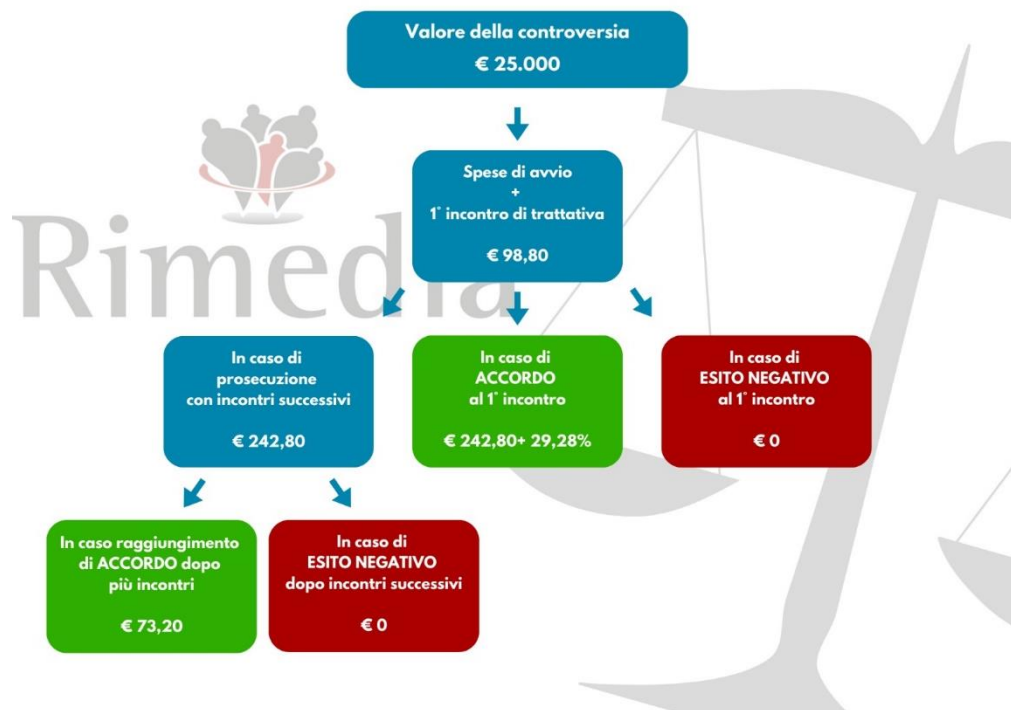 Valore della controversia
€ 25.000
Spese di avvio
+
1° incontro di trattativa
€ 98,80
Rimedia
In caso di
prosecuzione
con incontri successivi
€ 242,80
In caso di
ACCORDO
al 1° incontro
€ 242,80+ 29,28%
In caso di
ESITO NEGATIVO
al 1° incontro
€ 0
In caso raggiungimento
di ACCORDO dopo
più incontri
€ 73,20
In caso di
ESITO NEGATIVO
dopo incontri successivi
€ 0